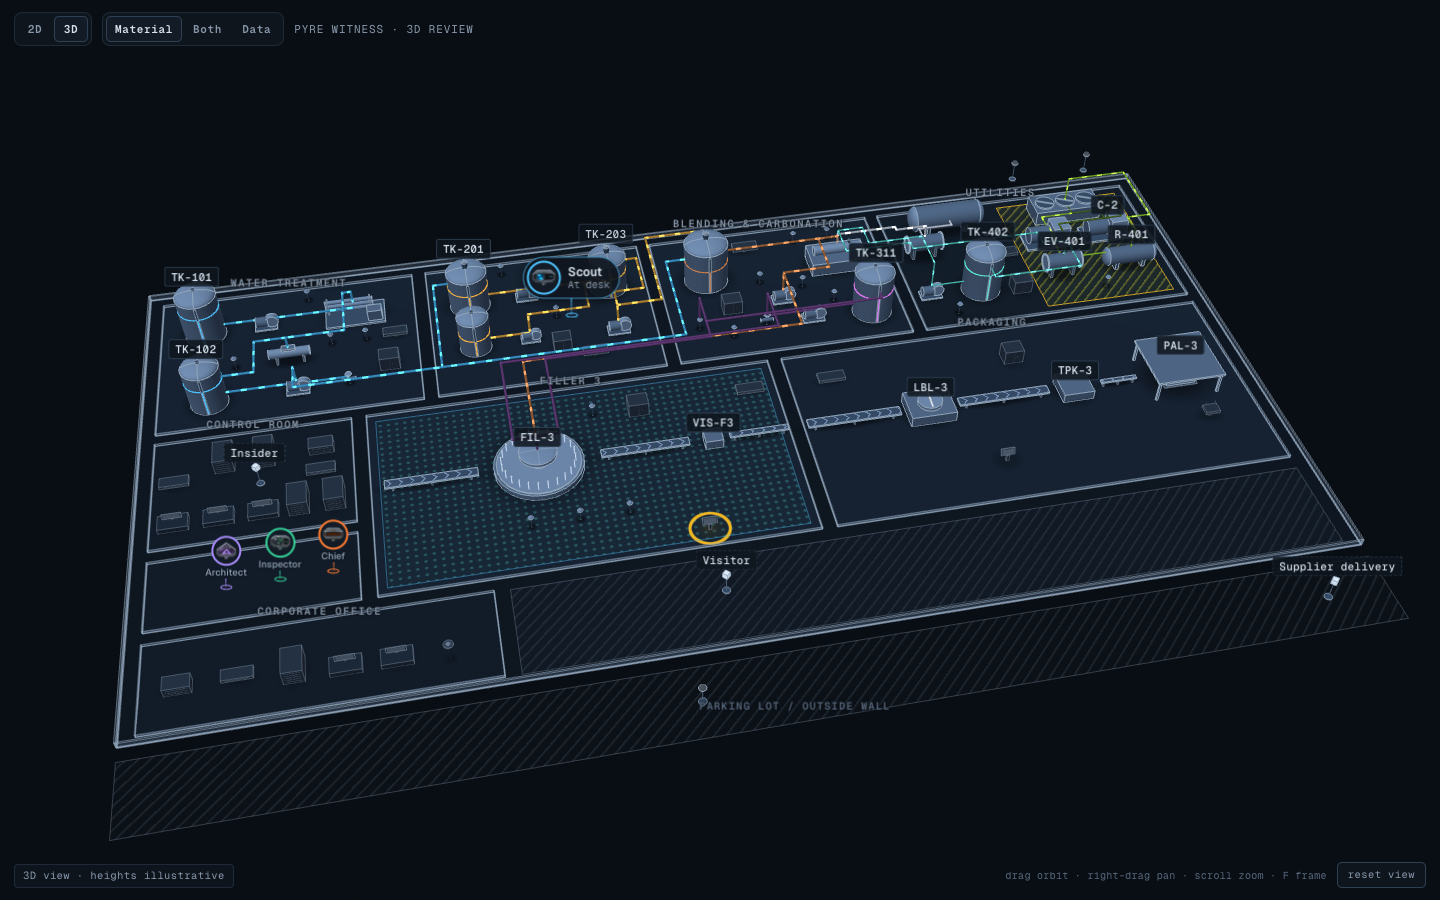 2D 3D Material Both Data PYRE WITNESS · 3D REVIEW
UTILITIES
C-2
BLENDING & CARBONATION
TK-203
TK-402
R-401
EV-401
TK-201
TK-311
Scout
At desk
TK-101
WATER TREATMENT
PACKAGING
PAL-3
TK-102
TPK-3
FILLER 3
LBL-3
CONTROL ROOM
VIS-F3
FIL-3
Insider
Architect
Inspector
Chief
Visitor
Supplier delivery
CORPORATE OFFICE
PARKING LOT / OUTSIDE WALL
3D view · heights illustrative
drag orbit · right-drag pan · scroll zoom · F frame
reset view